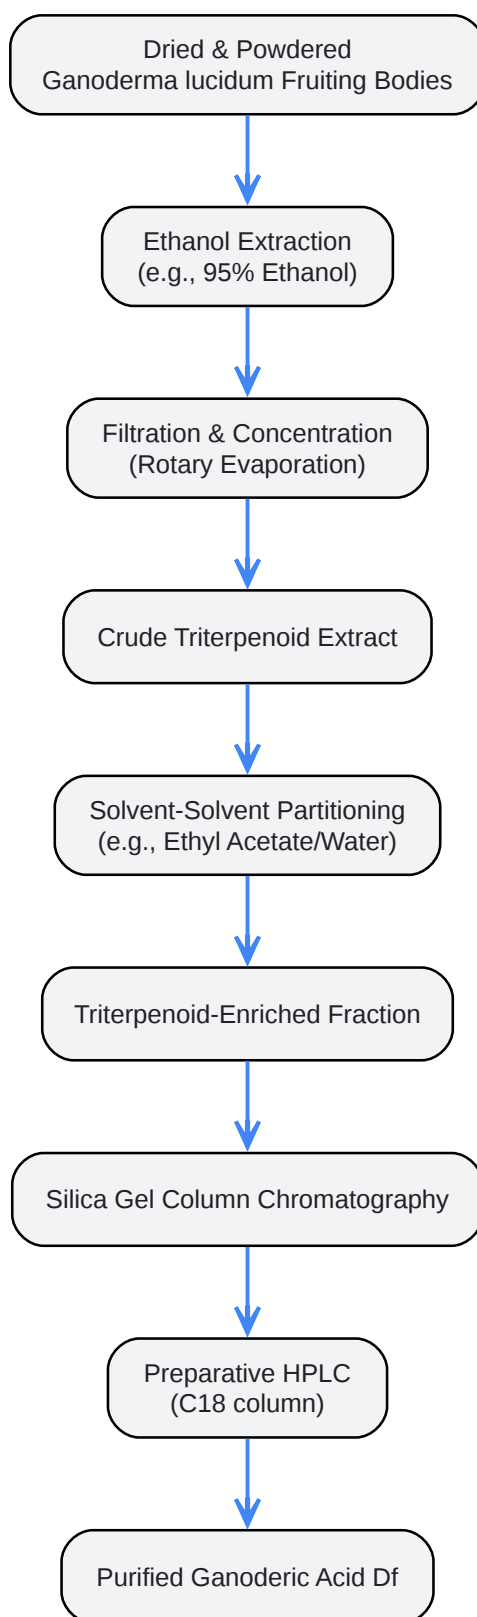 Dried & Powdered
Ganoderma lucidum Fruiting Bodies
Ethanol Extraction
(e.g., 95% Ethanol)
Filtration & Concentration
(Rotary Evaporation)
Crude Triterpenoid Extract
Solvent-Solvent Partitioning
(e.g., Ethyl Acetate/Water)
Triterpenoid-Enriched Fraction
Silica Gel Column Chromatography
Preparative HPLC
(C18 column)
Purified Ganoderic Acid Df